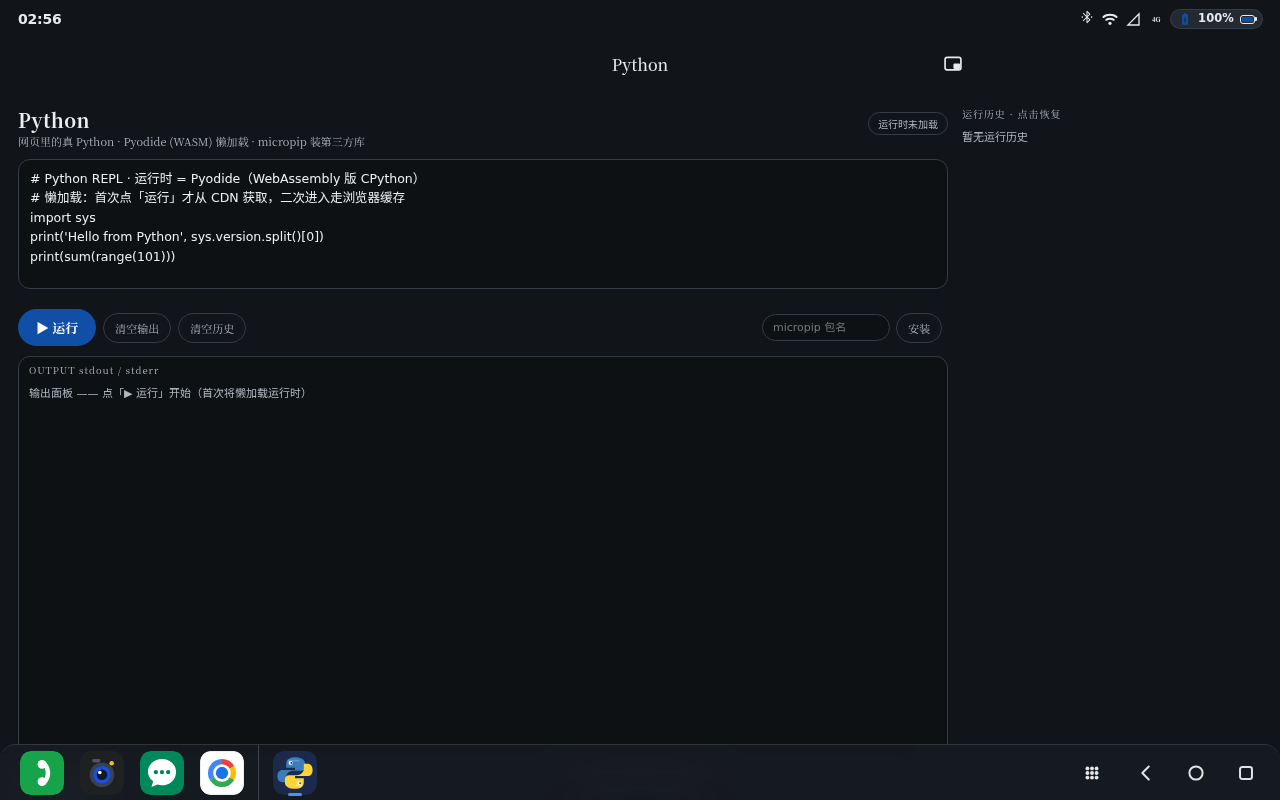 02:56
4G
100%
Python
Python
网页里的真 Python · Pyodide (WASM) 懒加载 · micropip 装第三方库
运行时未加载
运行历史 · 点击恢复
暂无运行历史
# Python REPL · 运行时 = Pyodide（WebAssembly 版 CPython）
# 懒加载：首次点「运行」才从 CDN 获取，二次进入走浏览器缓存
import sys
print('Hello from Python', sys.version.split()[0])
print(sum(range(101)))
▶ 运行
清空输出
清空历史
micropip 包名
安装
OUTPUT stdout / stderr
输出面板 —— 点「▶ 运行」开始（首次将懒加载运行时）